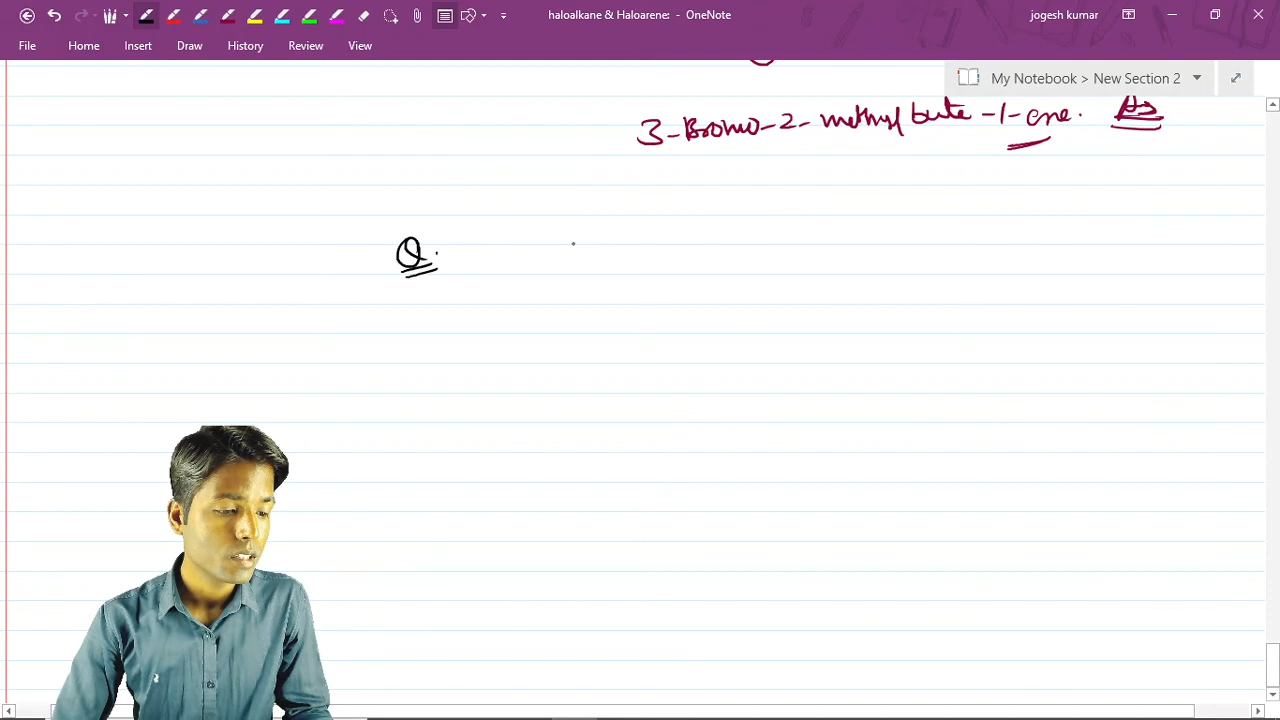 haloalkane & Haloarene: - OneNote
jogesh kumar
File Home Insert Draw History Review View
My Notebook > New Section 2
3-Bromo-2-methyl bute-1-ene. Ans
Q.